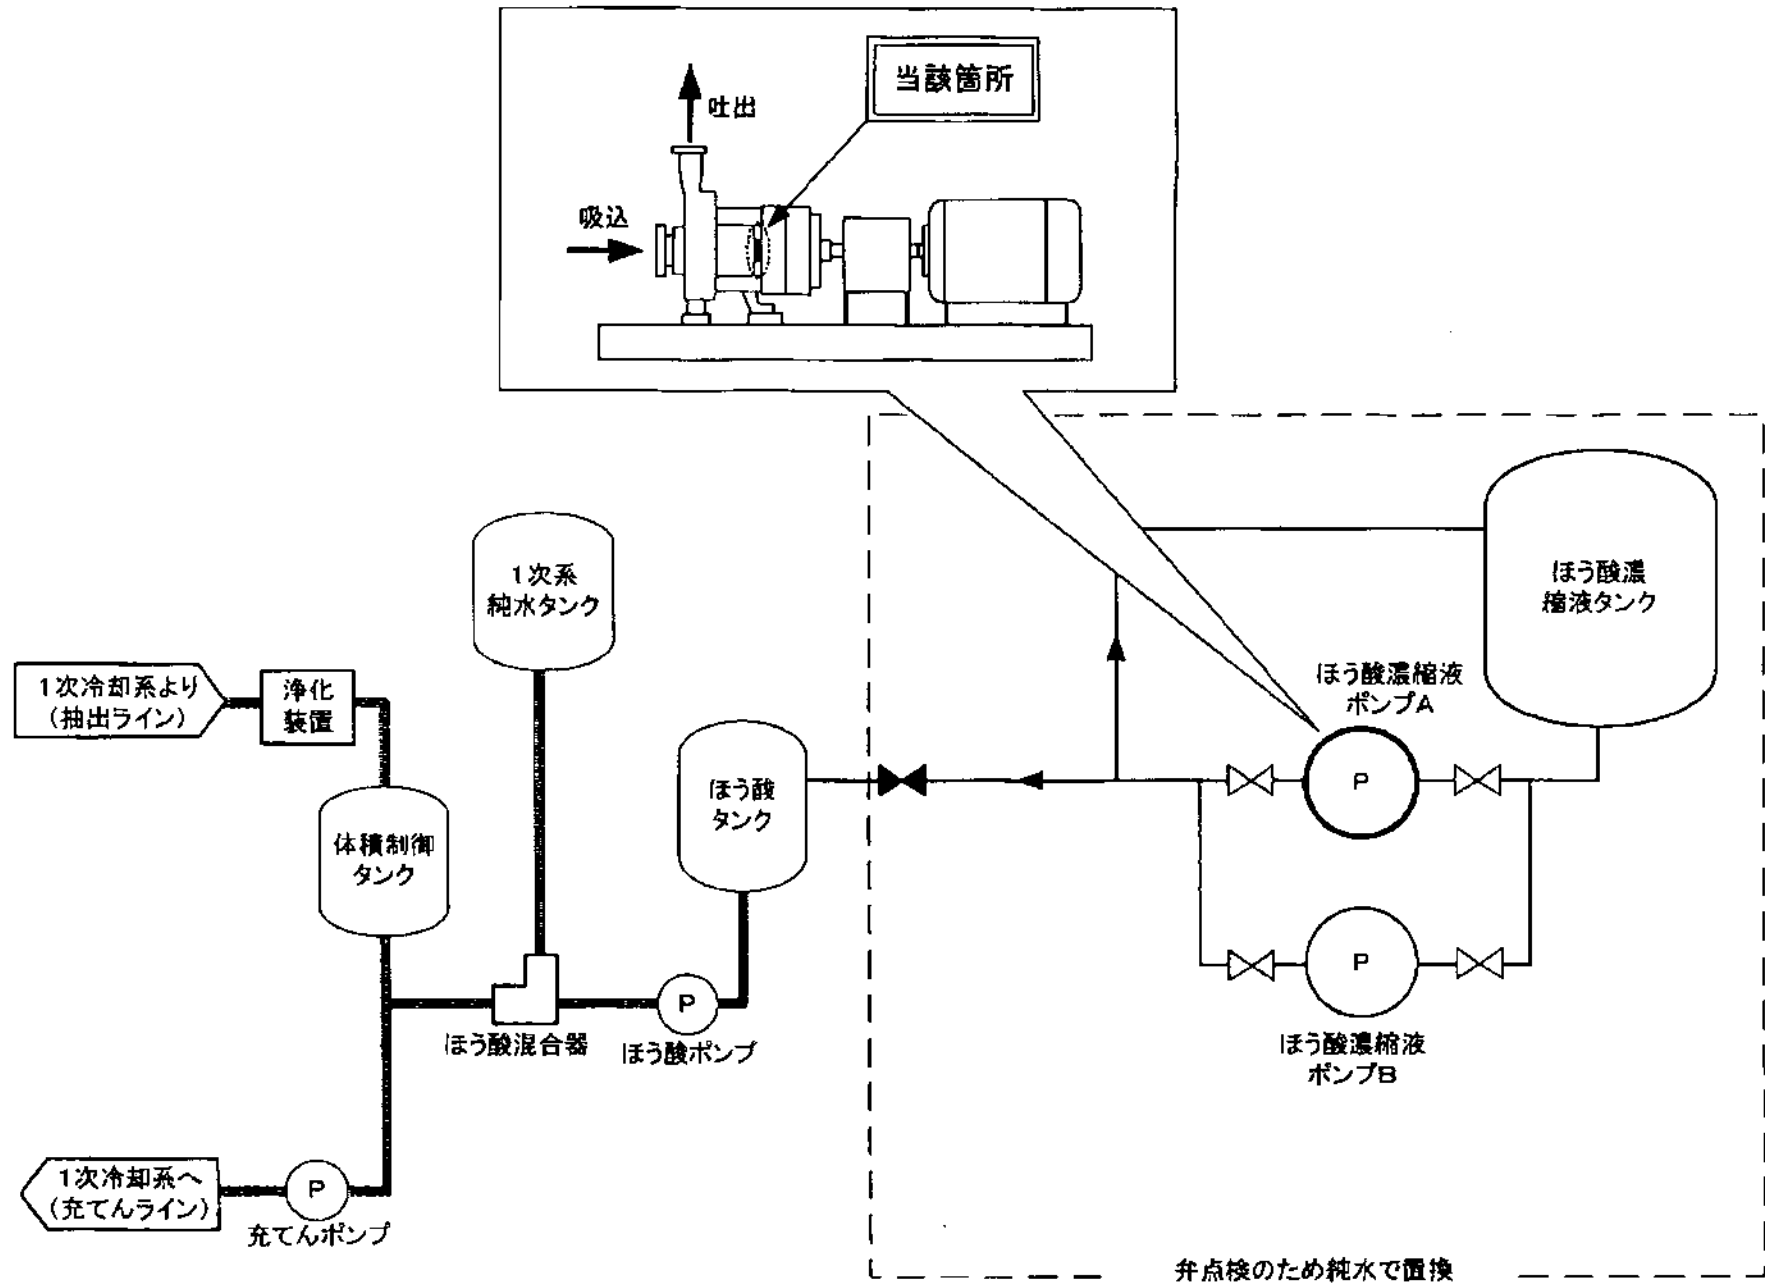 当該箇所
吐出
吸込
1次系
純水タンク
ほう酸濃
縮液タンク
1次冷却系より
(抽出ライン)
浄化
装置
ほう酸濃縮液
ポンプA
P
ほう酸
タンク
体積制御
タンク
P
ほう酸濃縮液
ポンプB
P
ほう酸混合器
ほう酸ポンプ
1次冷却系へ
(充てんライン)
P
充てんポンプ
弁点検のため純水で置換